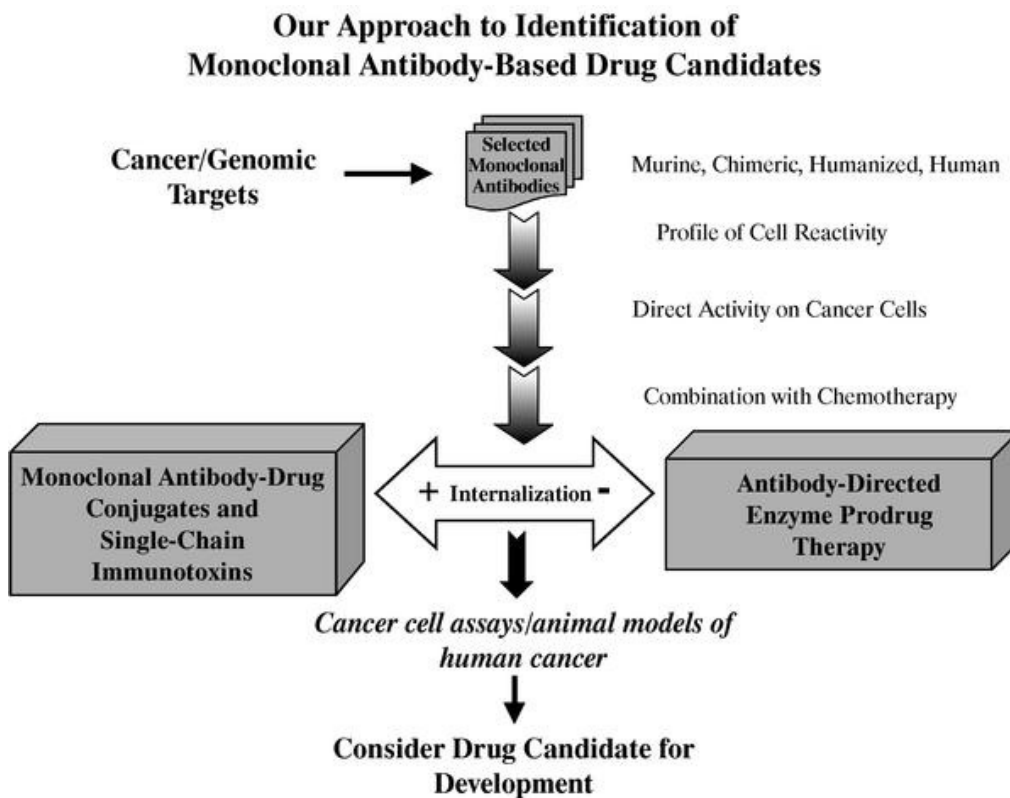 Our Approach to Identification of
Monoclonal Antibody-Based Drug Candidates
Cancer/Genomic
Targets
Selected
Monoclonal
Antibodies
Murine, Chimeric, Humanized, Human
Profile of Cell Reactivity
Direct Activity on Cancer Cells
Combination with Chemotherapy
Monoclonal Antibody-Drug
Conjugates and
Single-Chain
Immunotoxins
+ Internalization -
Antibody-Directed
Enzyme Prodrug
Therapy
Cancer cell assays/animal models of
human cancer
Consider Drug Candidate for
Development